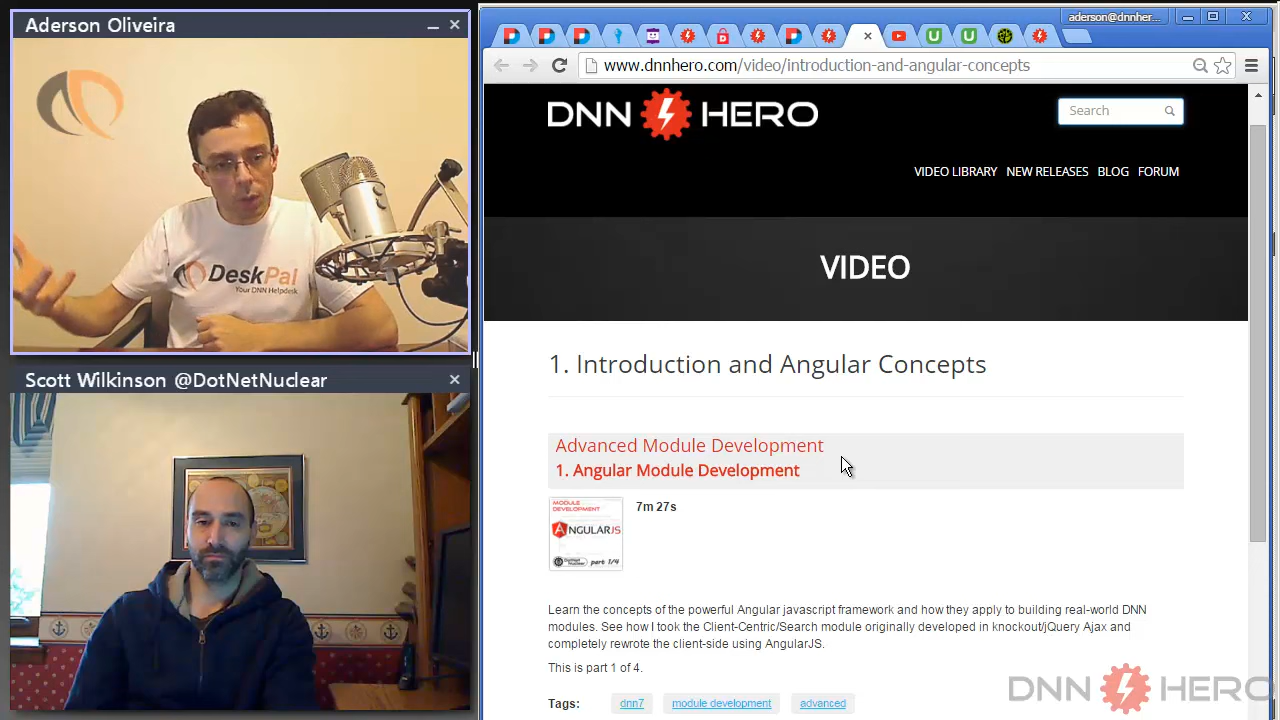 Aderson Oliveira
DeskPal
Your DNN Helpdesk
Scott Wilkinson @DotNetNuclear
aderson@dnnher...
www.dnnhero.com/video/introduction-and-angular-concepts
DNN HERO
Search
VIDEO LIBRARY NEW RELEASES BLOG FORUM
VIDEO
1. Introduction and Angular Concepts
Advanced Module Development
1. Angular Module Development
MODULE
DEVELOPMENT
ANGULARJS
part 1/4
7m 27s
Learn the concepts of the powerful Angular javascript framework and how they apply to building real-world DNN
modules. See how I took the Client-Centric/Search module originally developed in knockout/jQuery Ajax and
completely rewrote the client-side using AngularJS.
This is part 1 of 4.
Tags: dnn7 module development advanced
DNN HERO